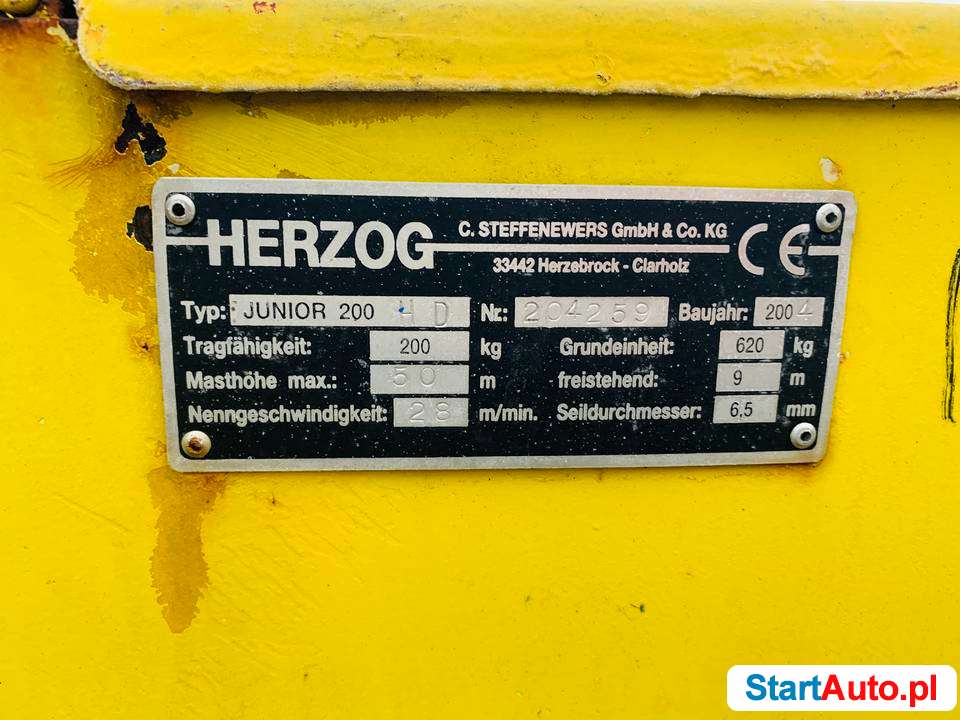 HERZOG
C. STEFFENEWERS GmbH & Co. KG
33442 Herzebrock - Clarholz
CE
Typ: JUNIOR 200 HD Nr.: 204259 Baujahr: 2004
Tragfähigkeit: 200 kg Grundeinheit: 620 kg
Masthöhe max.: 50 m freistehend: 9 m
Nenngeschwindigkeit: 28 m/min. Seildurchmesser: 6,5 mm
StartAuto.pl